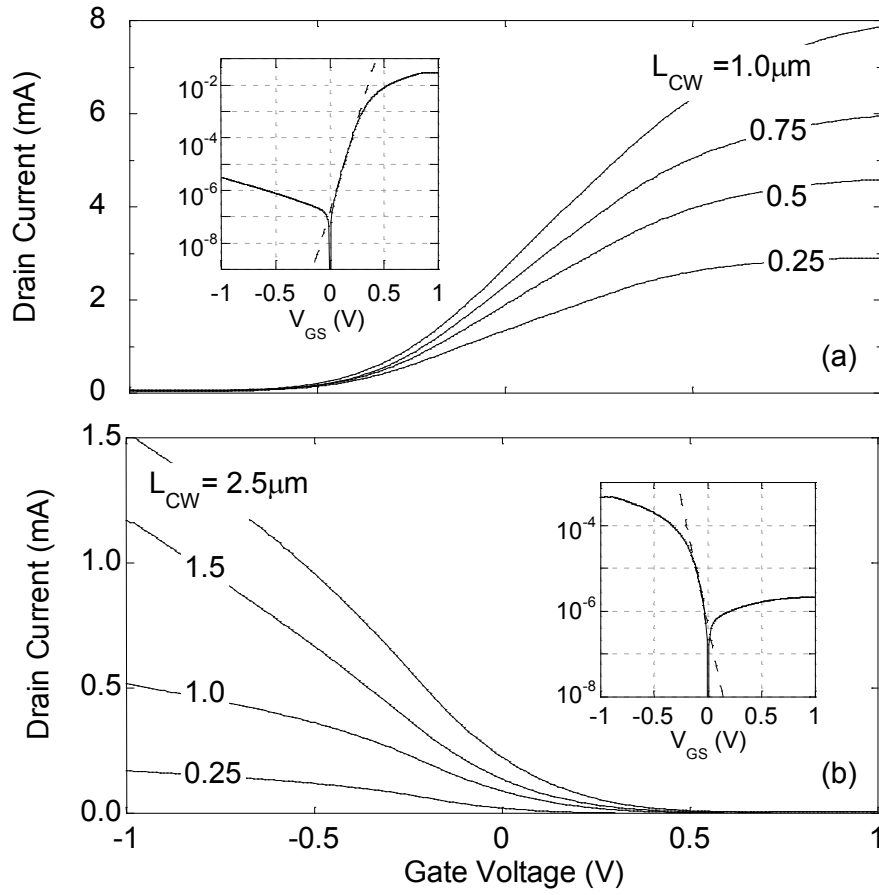 8
6
4
2
0
Drain Current (mA)
10⁻²
10⁻⁴
10⁻⁶
10⁻⁸
-1 -0.5 0 0.5 1
V_GS (V)
L_CW =1.0μm
0.75
0.5
0.25
(a)
1.5
1.0
0.5
0.0
Drain Current (mA)
L_CW = 2.5μm
1.5
1.0
0.25
10⁻⁴
10⁻⁶
10⁻⁸
-1 -0.5 0 0.5 1
V_GS (V)
(b)
-1 -0.5 0 0.5 1
Gate Voltage (V)